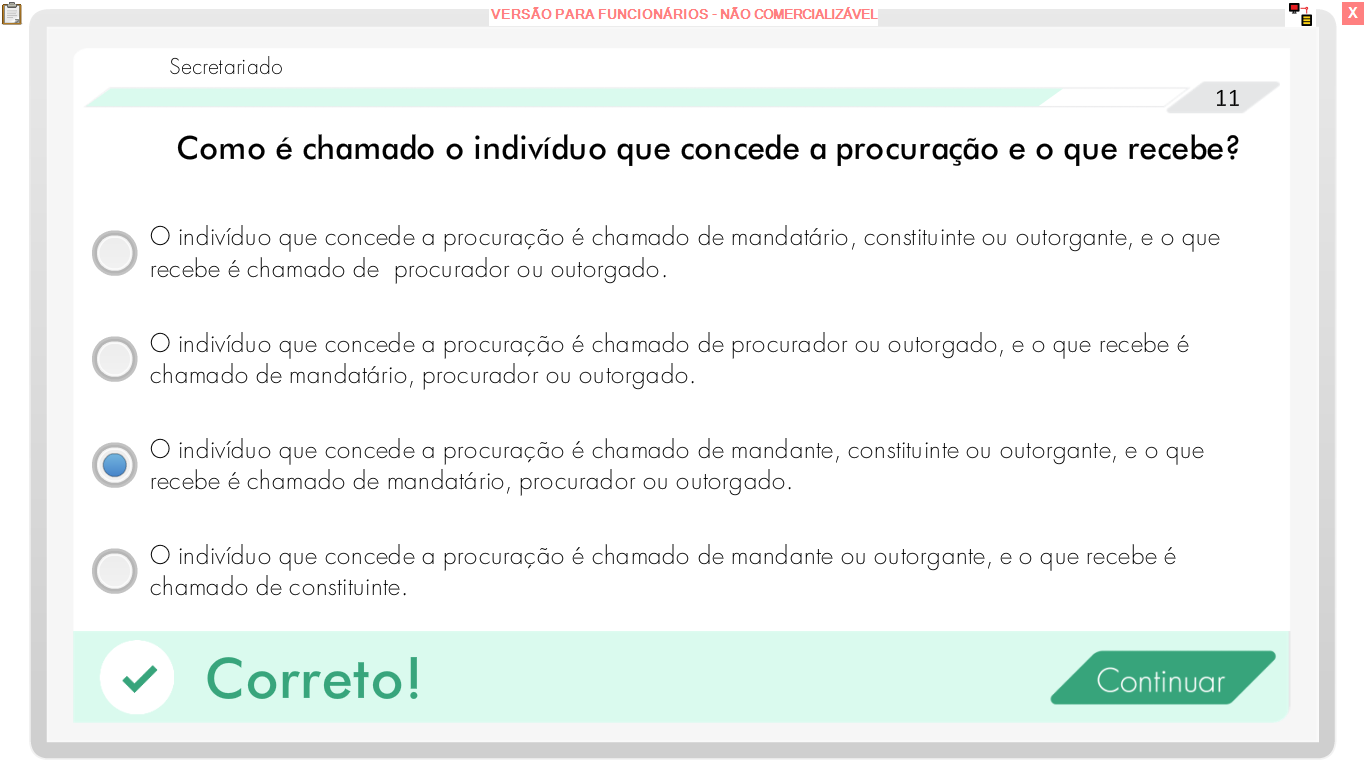 VERSÃO PARA FUNCIONÁRIOS - NÃO COMERCIALIZÁVEL
X
Secretariado
11
Como é chamado o indivíduo que concede a procuração e o que recebe?
O indivíduo que concede a procuração é chamado de mandatário, constituinte ou outorgante, e o que
recebe é chamado de  procurador ou outorgado.
O indivíduo que concede a procuração é chamado de procurador ou outorgado, e o que recebe é
chamado de mandatário, procurador ou outorgado.
O indivíduo que concede a procuração é chamado de mandante, constituinte ou outorgante, e o que
recebe é chamado de mandatário, procurador ou outorgado.
O indivíduo que concede a procuração é chamado de mandante ou outorgante, e o que recebe é
chamado de constituinte.
Correto!
Continuar